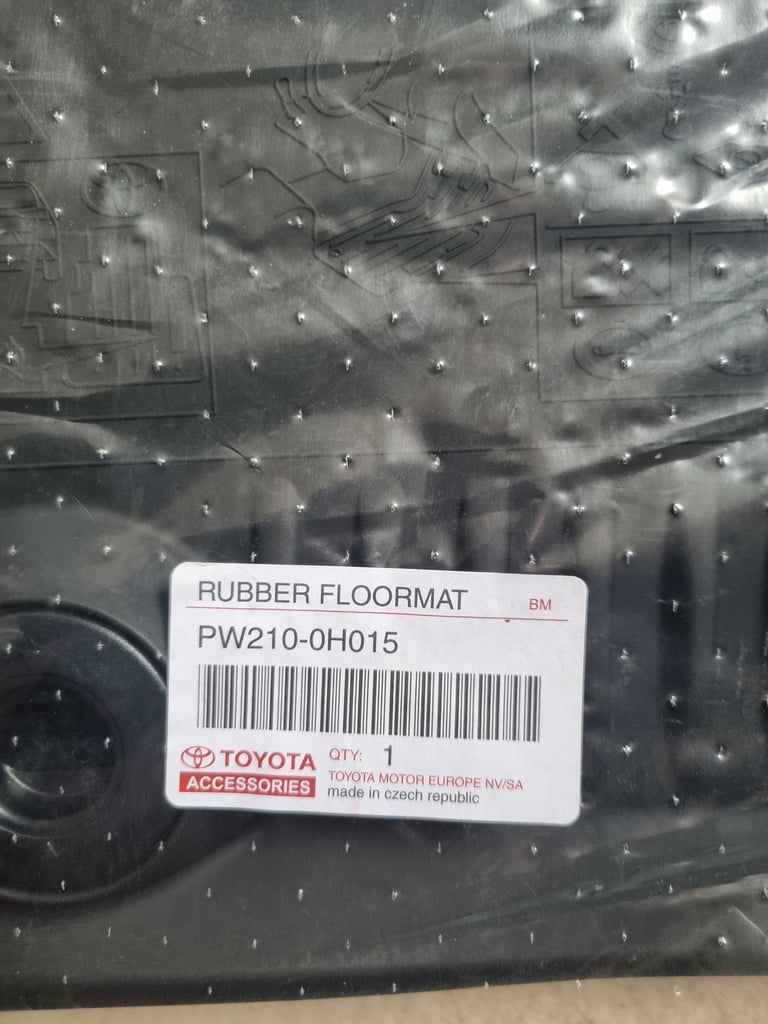 RUBBER FLOORMAT BM
PW210-0H015
TOYOTA
ACCESSORIES
QTY: 1
TOYOTA MOTOR EUROPE NV/SA
made in czech republic